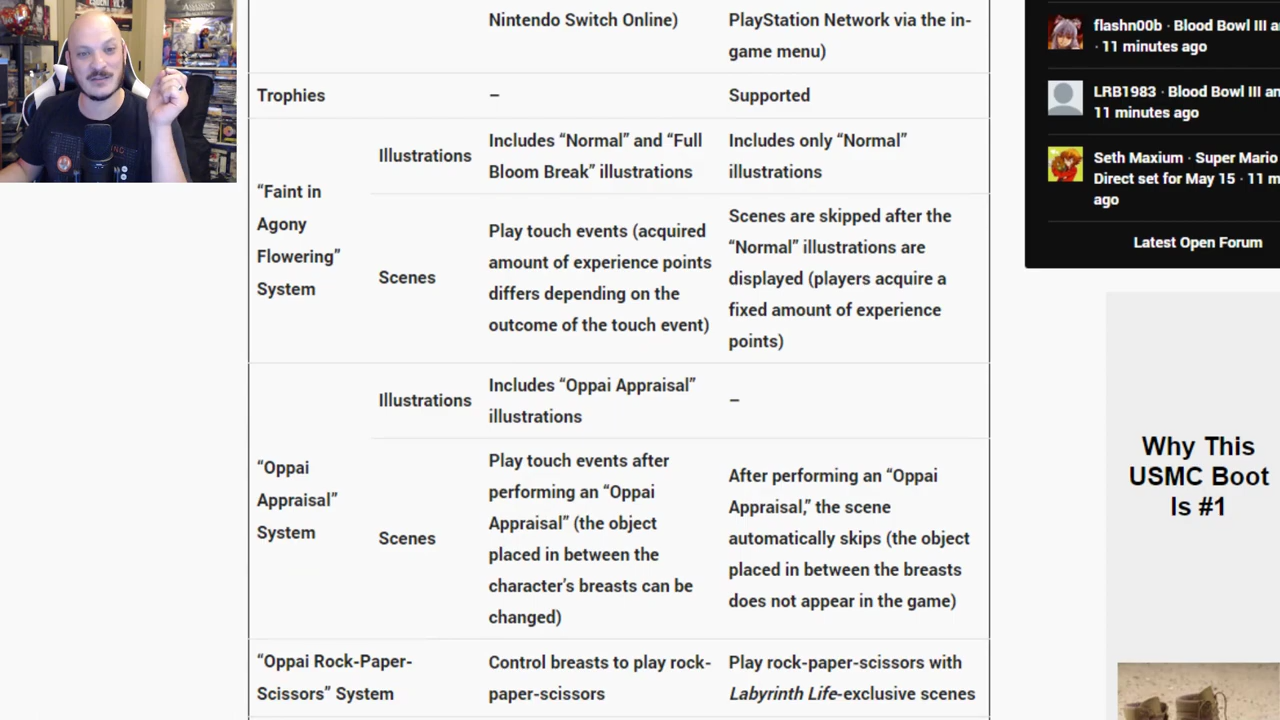 Nintendo Switch Online)
PlayStation Network via the in-
game menu)
Trophies
–
Supported
“Faint in
Agony
Flowering”
System
Illustrations
Includes “Normal” and “Full
Bloom Break” illustrations
Includes only “Normal”
illustrations
Scenes
Play touch events (acquired
amount of experience points
differs depending on the
outcome of the touch event)
Scenes are skipped after the
“Normal” illustrations are
displayed (players acquire a
fixed amount of experience
points)
“Oppai
Appraisal”
System
Illustrations
Includes “Oppai Appraisal”
illustrations
–
Scenes
Play touch events after
performing an “Oppai
Appraisal” (the object
placed in between the
character’s breasts can be
changed)
After performing an “Oppai
Appraisal,” the scene
automatically skips (the object
placed in between the breasts
does not appear in the game)
“Oppai Rock-Paper-
Scissors” System
Control breasts to play rock-
paper-scissors
Play rock-paper-scissors with
Labyrinth Life-exclusive scenes
flashn00b · Blood Bowl III an
· 11 minutes ago
LRB1983 · Blood Bowl III an
11 minutes ago
Seth Maxium · Super Mario
Direct set for May 15 · 11 m
ago
Latest Open Forum
Why This
USMC Boot
Is #1